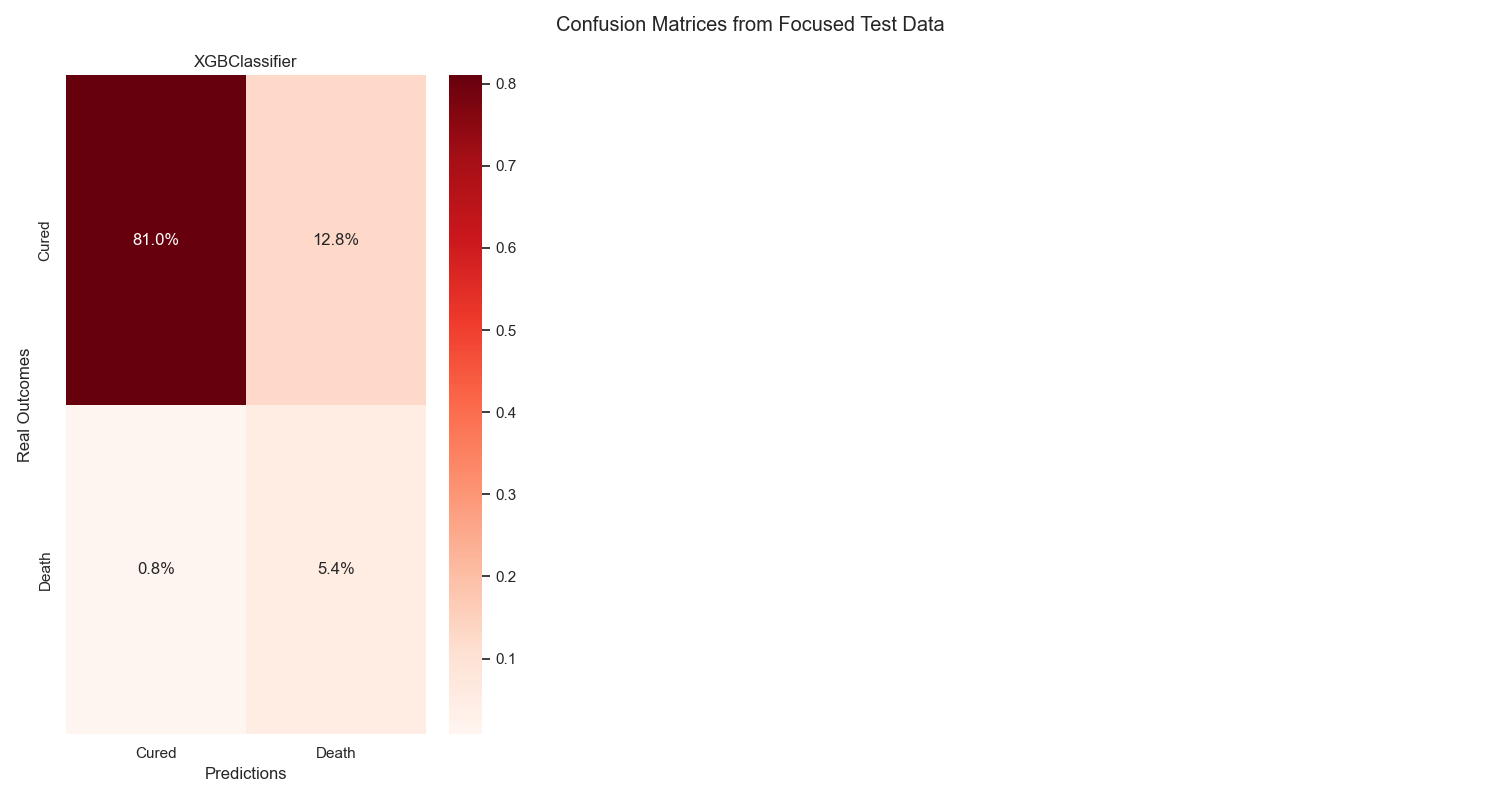 Confusion Matrices from Focused Test Data
XGBClassifier
Real Outcomes
Cured
81.0%
12.8%
Death
0.8%
5.4%
Cured
Death
Predictions
0.8
0.7
0.6
0.5
0.4
0.3
0.2
0.1